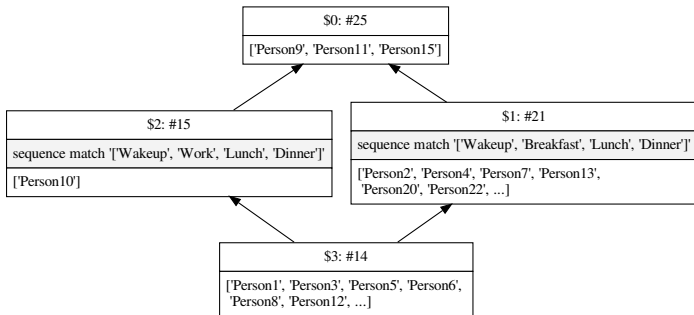 $0: #25
['Person9', 'Person11', 'Person15']
$2: #15
sequence match '['Wakeup', 'Work', 'Lunch', 'Dinner']'
['Person10']
$1: #21
sequence match '['Wakeup', 'Breakfast', 'Lunch', 'Dinner']'
['Person2', 'Person4', 'Person7', 'Person13',
'Person20', 'Person22', ...]
$3: #14
['Person1', 'Person3', 'Person5', 'Person6',
'Person8', 'Person12', ...]